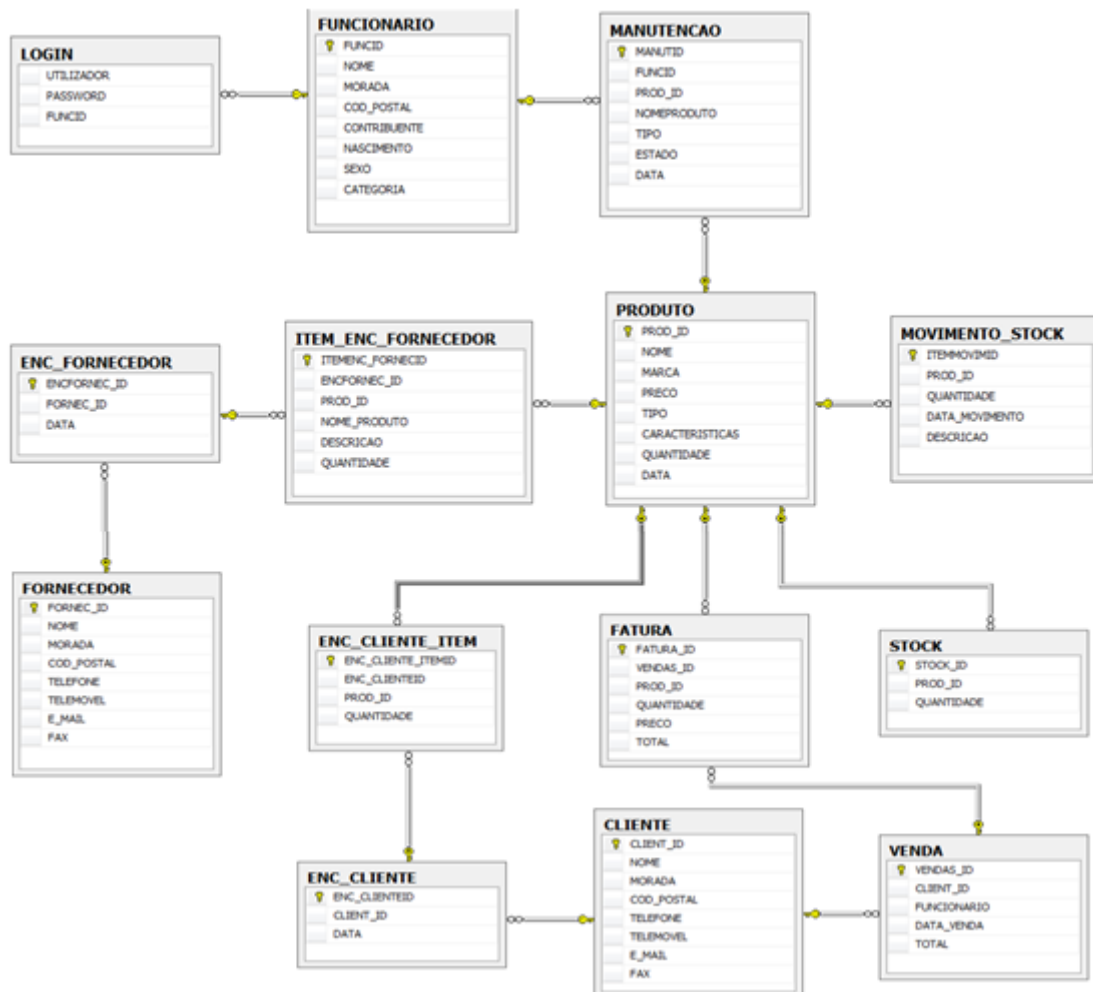 LOGIN
UTILIZADOR
PASSWORD
FUNCID
FUNCIONARIO
FUNCID
NOME
MORADA
COD_POSTAL
CONTRIBUENTE
NASCIMENTO
SEXO
CATEGORIA
MANUTENCAO
MANUTID
FUNCID
PROD_ID
NOMEPRODUTO
TIPO
ESTADO
DATA
ENC_FORNECEDOR
ENCFORNEC_ID
FORNEC_ID
DATA
ITEM_ENC_FORNECEDOR
ITEMENC_FORNECID
ENCFORNEC_ID
PROD_ID
NOME_PRODUTO
DESCRICAO
QUANTIDADE
PRODUTO
PROD_ID
NOME
MARCA
PRECO
TIPO
CARACTERISTICAS
QUANTIDADE
DATA
MOVIMENTO_STOCK
ITEMMOVIMID
PROD_ID
QUANTIDADE
DATA_MOVIMENTO
DESCRICAO
FORNECEDOR
FORNEC_ID
NOME
MORADA
COD_POSTAL
TELEFONE
TELEMOVEL
E_MAIL
FAX
ENC_CLIENTE_ITEM
ENC_CLIENTE_ITEMID
ENC_CLIENTEID
PROD_ID
QUANTIDADE
FATURA
FATURA_ID
VENDAS_ID
PROD_ID
QUANTIDADE
PRECO
TOTAL
STOCK
STOCK_ID
PROD_ID
QUANTIDADE
ENC_CLIENTE
ENC_CLIENTEID
CLIENT_ID
DATA
CLIENTE
CLIENT_ID
NOME
MORADA
COD_POSTAL
TELEFONE
TELEMOVEL
E_MAIL
FAX
VENDA
VENDAS_ID
CLIENT_ID
FUNCIONARIO
DATA_VENDA
TOTAL